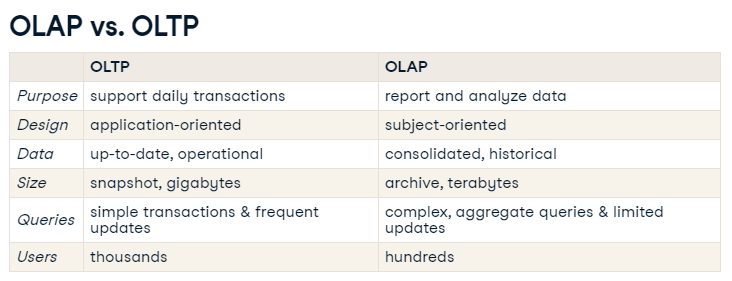 OLAP vs. OLTP
OLTP OLAP
Purpose support daily transactions report and analyze data
Design application-oriented subject-oriented
Data up-to-date, operational consolidated, historical
Size snapshot, gigabytes archive, terabytes
Queries simple transactions & frequent updates complex, aggregate queries & limited updates
Users thousands hundreds